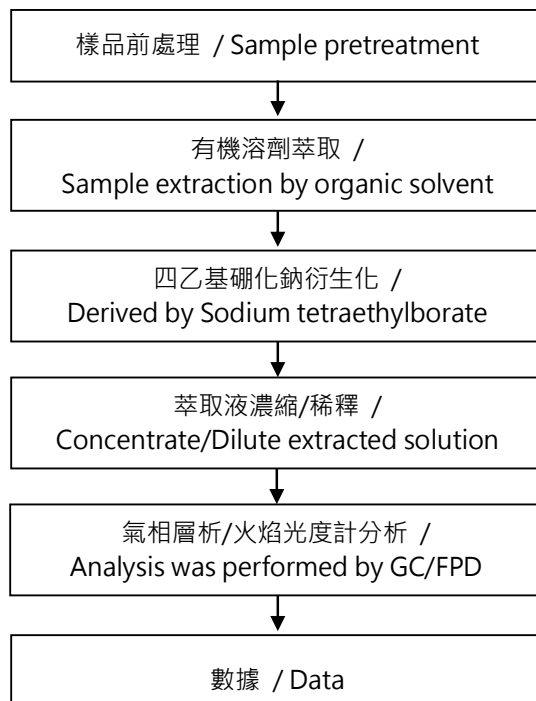 樣品前處理 / Sample pretreatment
有機溶劑萃取 /
Sample extraction by organic solvent
四乙基硼化鈉衍生化 /
Derived by Sodium tetraethylborate
萃取液濃縮/稀釋 /
Concentrate/Dilute extracted solution
氣相層析/火焰光度計分析 /
Analysis was performed by GC/FPD
數據 / Data